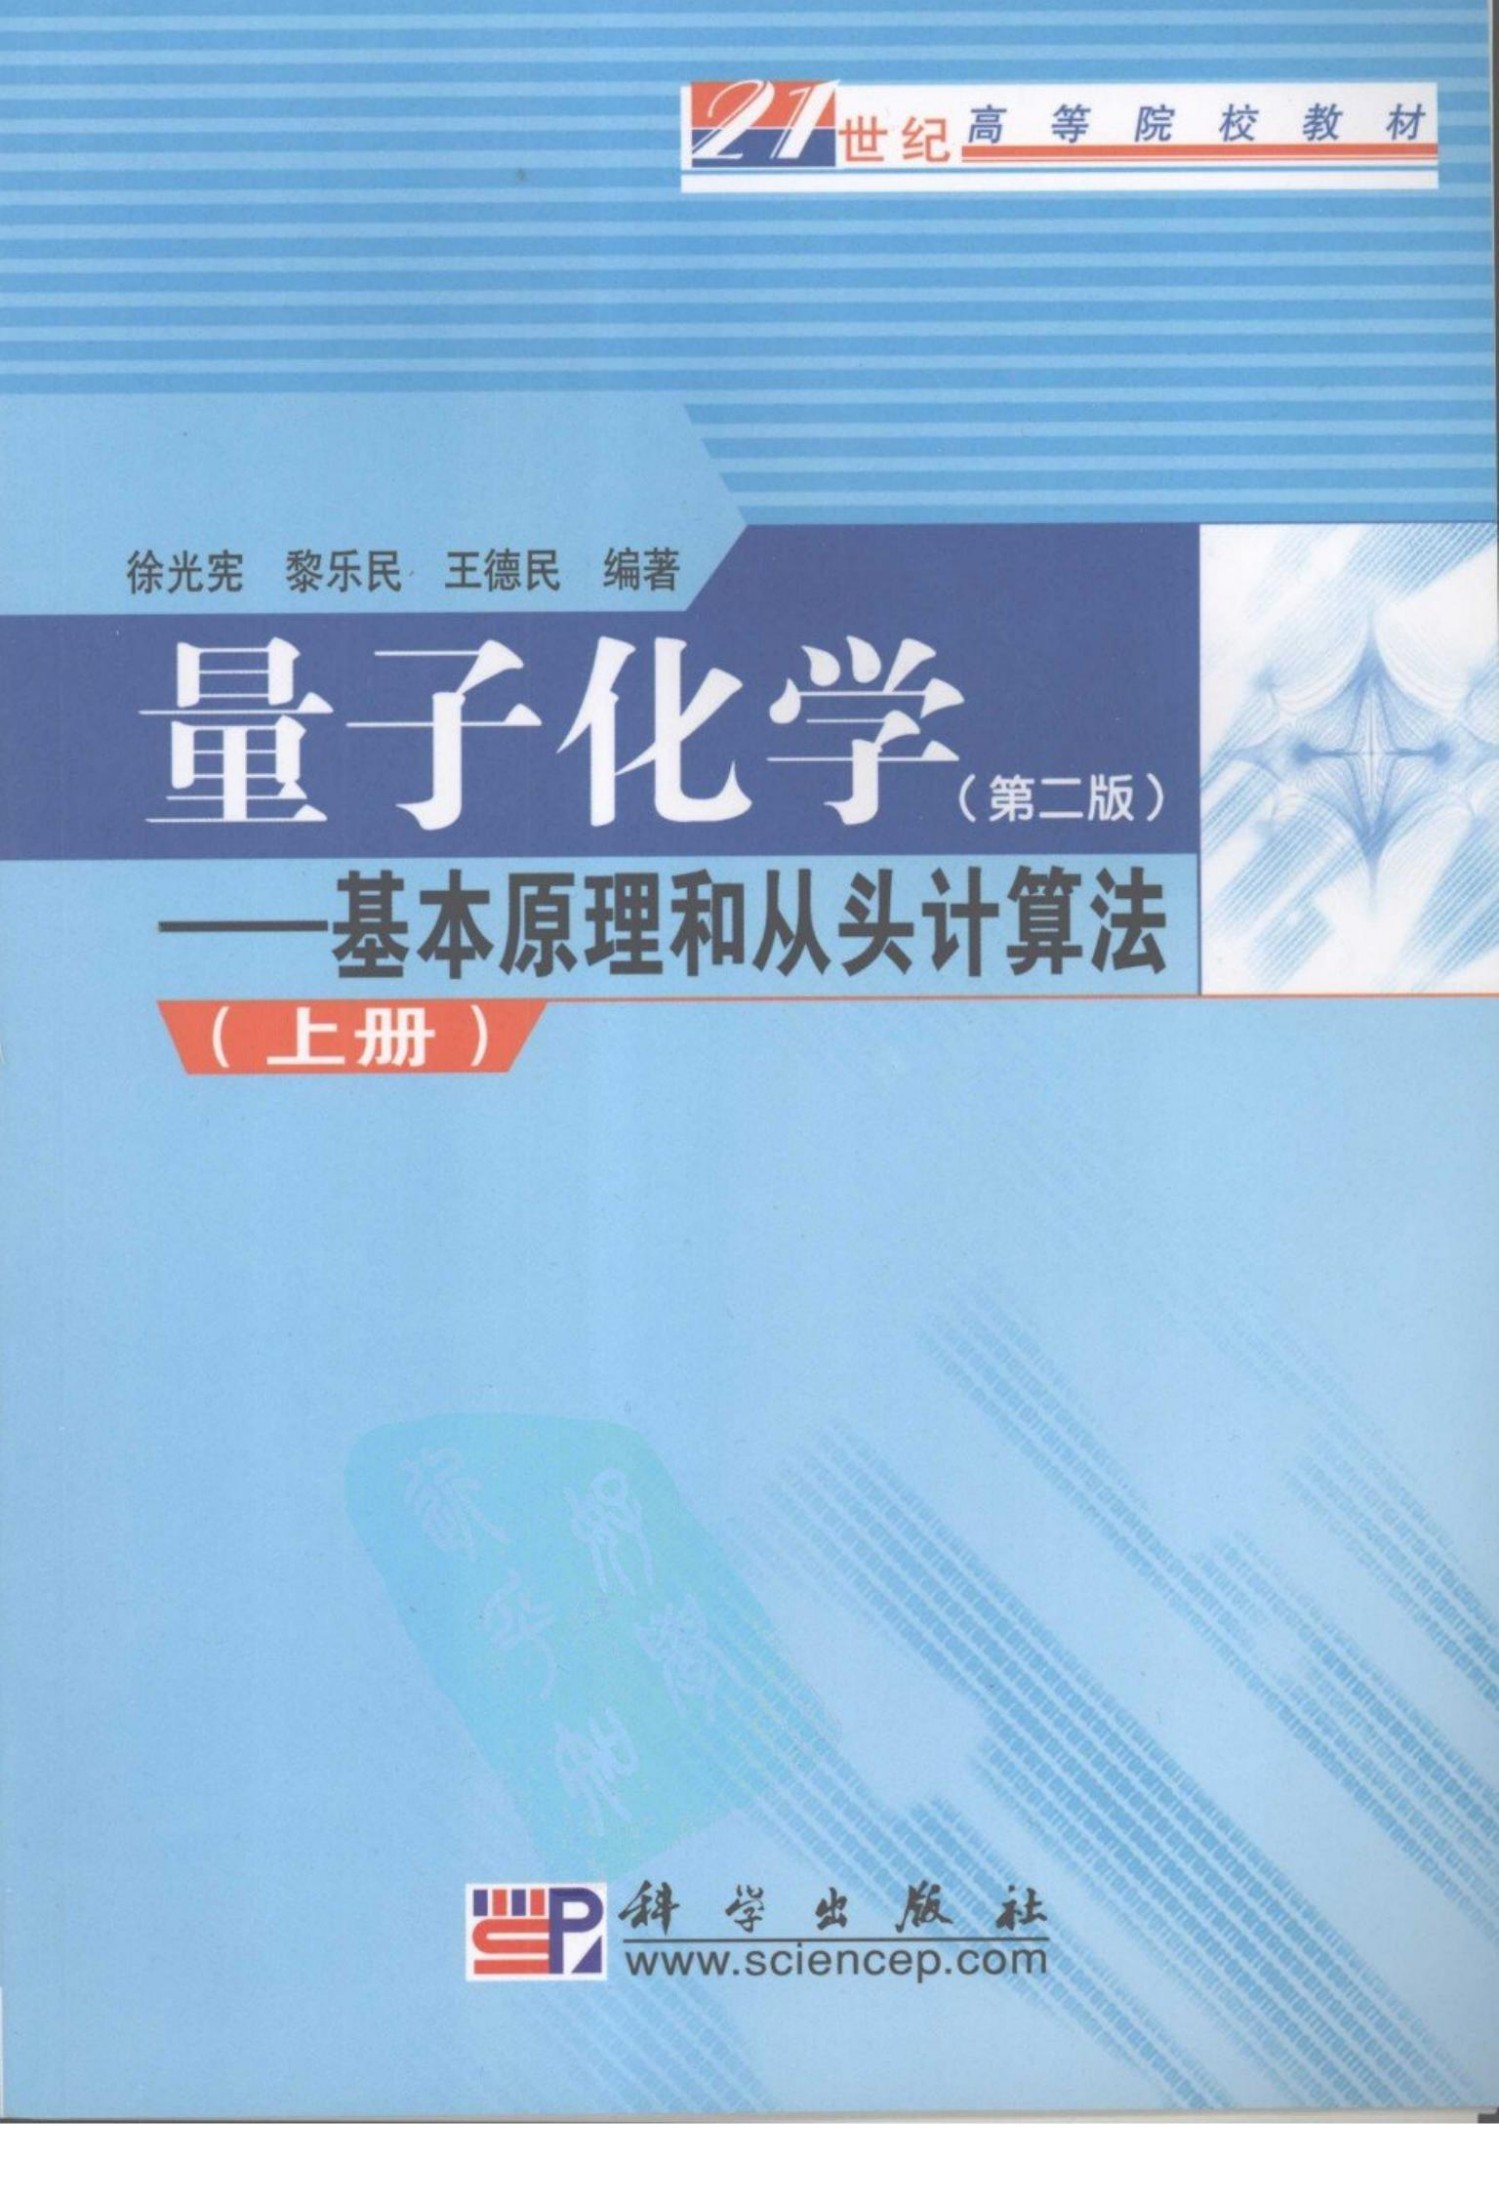 21世纪高等院校教材
徐光宪 黎乐民 王德民 编著
量子化学(第二版)
——基本原理和从头计算法
(上册)
科学出版社
www.sciencep.com